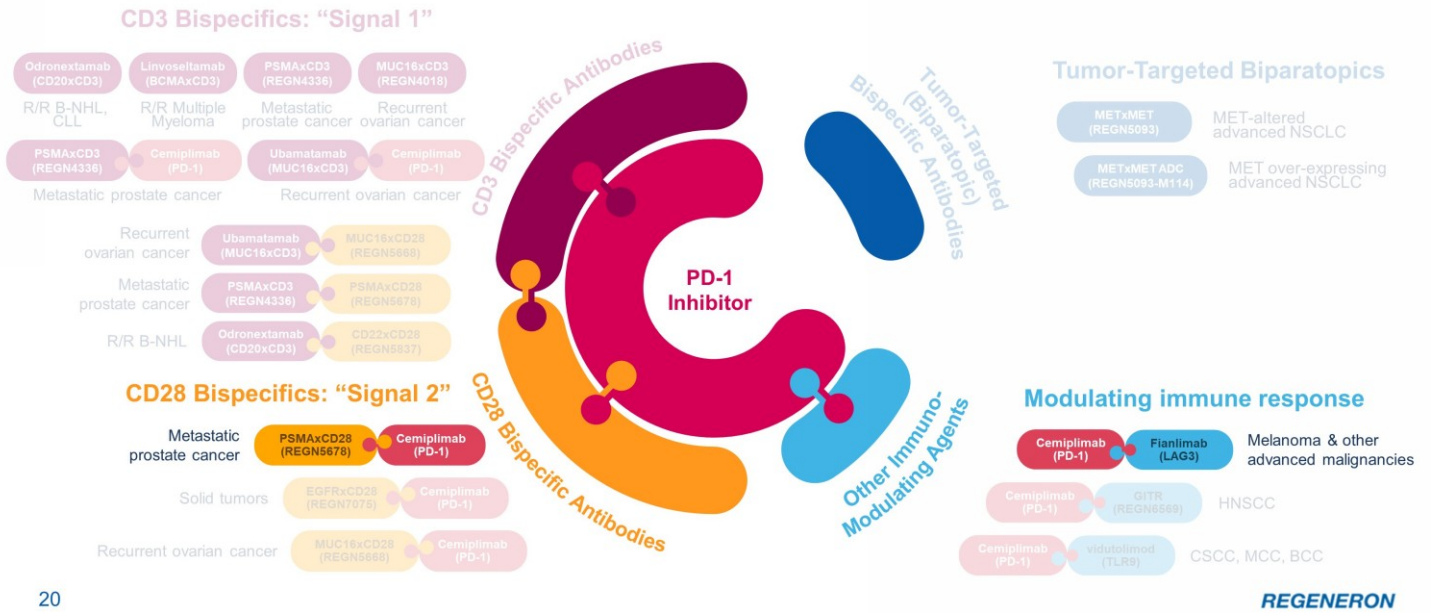 CD3 Bispecifics: “Signal 1”
Odronextamab
(CD20xCD3)
R/R B-NHL,
CLL
Linvoseltamab
(BCMAxCD3)
R/R Multiple
Myeloma
PSMAxCD3
(REGN4336)
Metastatic
prostate cancer
MUC16xCD3
(REGN4018)
Recurrent
ovarian cancer
PSMAxCD3
(REGN4336)
Cemiplimab
(PD-1)
Metastatic prostate cancer
Ubamatamab
(MUC16xCD3)
Cemiplimab
(PD-1)
Recurrent ovarian cancer
Recurrent
ovarian cancer
Ubamatamab
(MUC16xCD3)
MUC16xCD28
(REGN5668)
Metastatic
prostate cancer
PSMAxCD3
(REGN4336)
PSMAxCD28
(REGN5678)
R/R B-NHL
Odronextamab
(CD20xCD3)
CD22xCD28
(REGN5837)
CD28 Bispecifics: “Signal 2”
Metastatic
prostate cancer
PSMAxCD28
(REGN5678)
Cemiplimab
(PD-1)
Solid tumors
EGFRxCD28
(REGN7075)
Cemiplimab
(PD-1)
Recurrent ovarian cancer
MUC16xCD28
(REGN5668)
Cemiplimab
(PD-1)
CD3 Bispecific Antibodies
PD-1
Inhibitor
CD28 Bispecific Antibodies
Tumor-Targeted
(Biparatopic)
Bispecific Antibodies
Other Immuno-
Modulating Agents
Tumor-Targeted Biparatopics
METxMET
(REGN5093)
MET-altered
advanced NSCLC
METxMET ADC
(REGN5093-M114)
MET over-expressing
advanced NSCLC
Modulating immune response
Cemiplimab
(PD-1)
Fianlimab
(LAG3)
Melanoma & other
advanced malignancies
Cemiplimab
(PD-1)
GITR
(REGN6569)
HNSCC
Cemiplimab
(PD-1)
vidutolimod
(TLR9)
CSCC, MCC, BCC
20
REGENERON